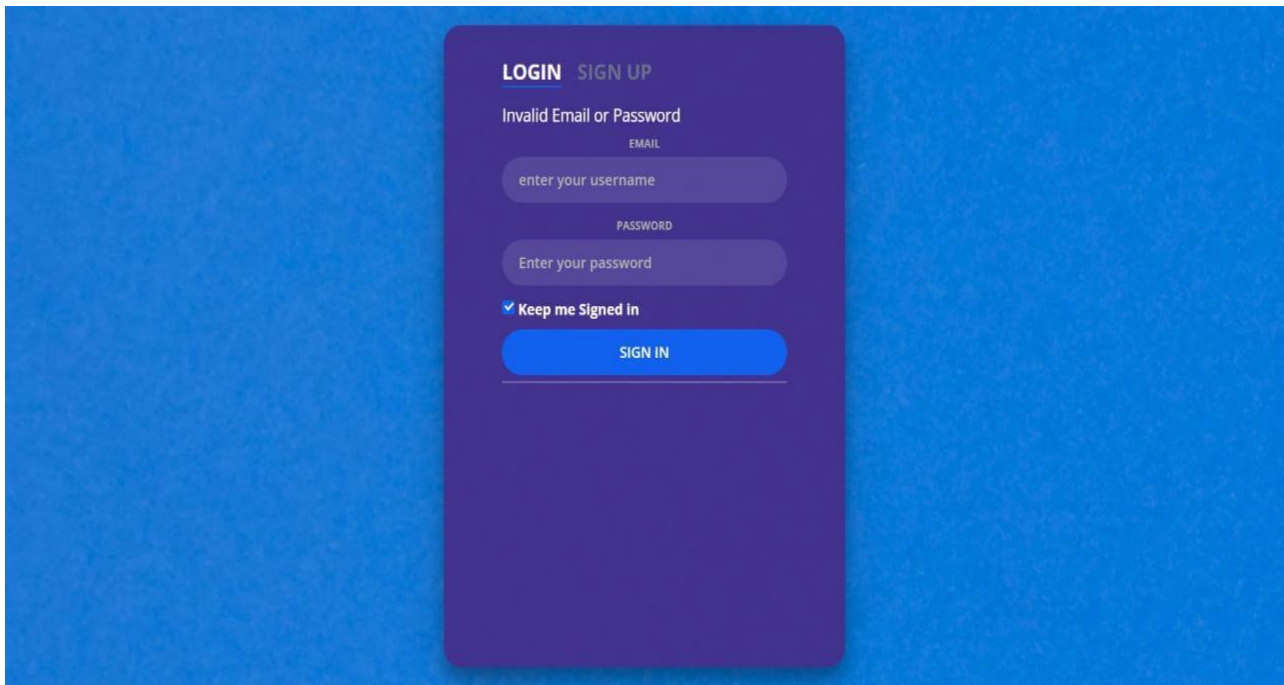 LOGIN SIGN UP
Invalid Email or Password
EMAIL
enter your username
PASSWORD
Enter your password
Keep me Signed in
SIGN IN